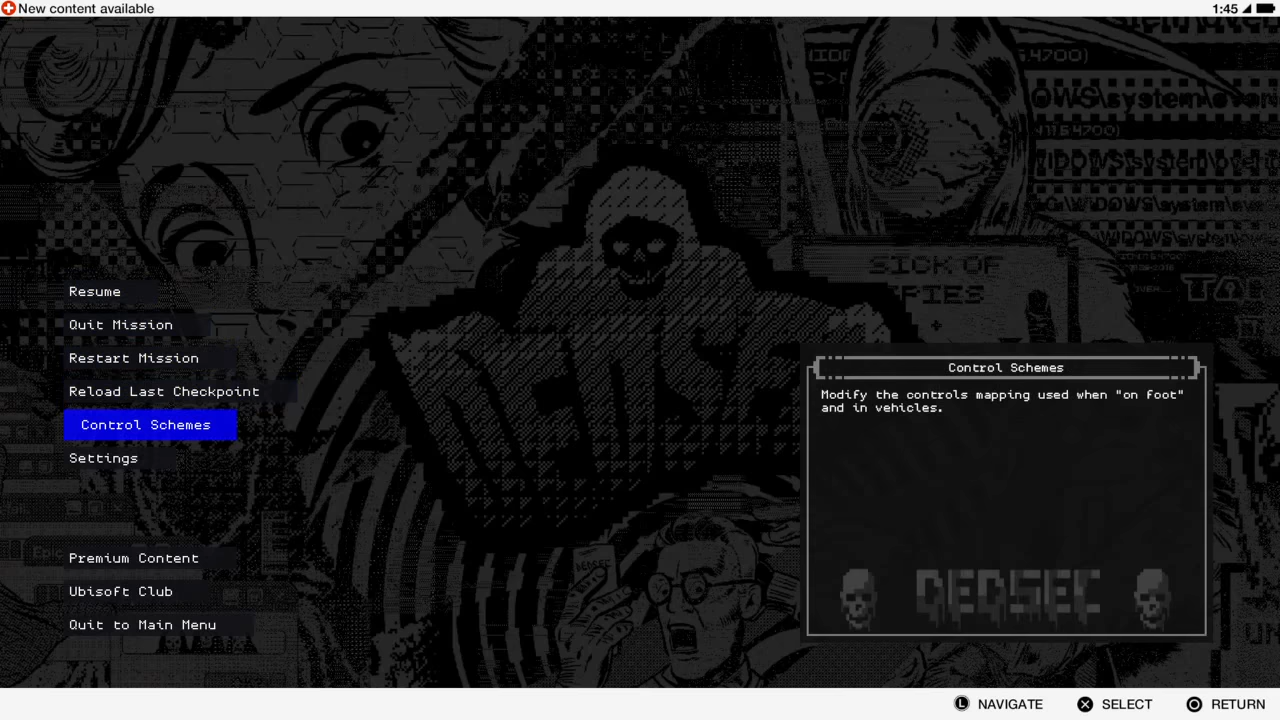 New content available
1:45
SICK OF
Resume
Quit Mission
Restart Mission
Reload Last Checkpoint
Control Schemes
Settings
Premium Content
Ubisoft Club
Quit to Main Menu
Control Schemes
Modify the controls mapping used when "on foot"
and in vehicles.
DEDSEC
L NAVIGATE
SELECT
RETURN